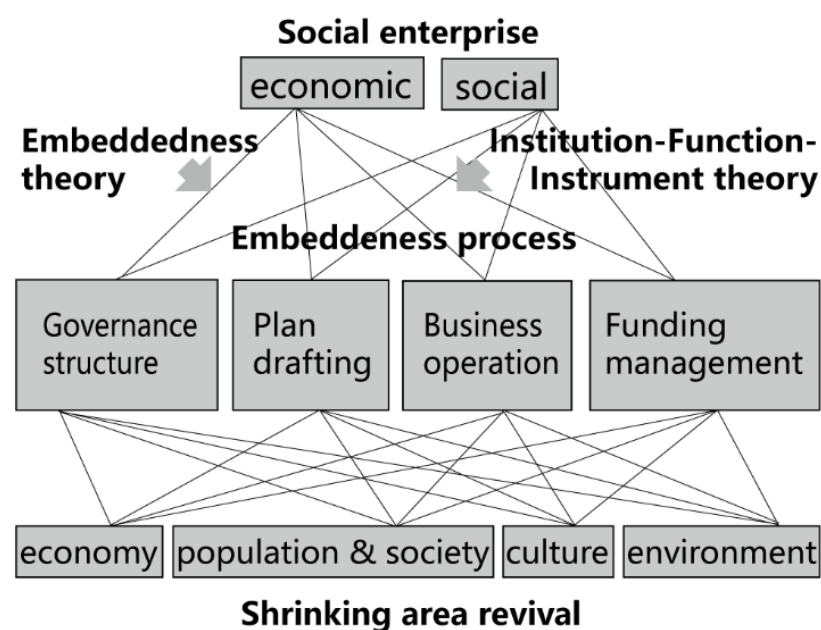 Social enterprise
economic
social
Embeddedness
theory
Institution-Function-
Instrument theory
Embeddeness process
Governance
structure
Plan
drafting
Business
operation
Funding
management
economy
population & society
culture
environment
Shrinking area revival